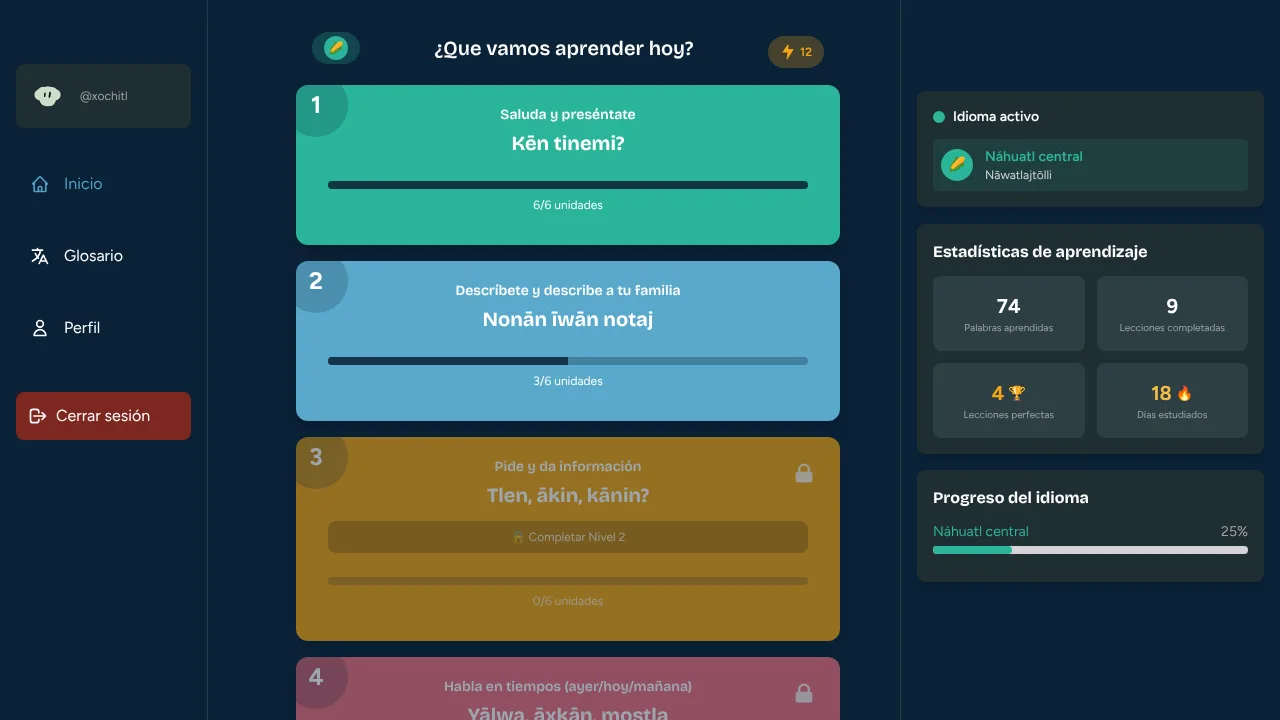 @xochitl
Inicio
Glosario
Perfil
Cerrar sesión
¿Que vamos aprender hoy?
12
1
Saluda y preséntate
Kēn tinemi?
6/6 unidades
2
Descríbete y describe a tu familia
Nonān īwān notaj
3/6 unidades
3
Pide y da información
Tlen, ākin, kānin?
Completar Nivel 2
0/6 unidades
4
Habla en tiempos (ayer/hoy/mañana)
Yālwa, āxkān, mostla
Idioma activo
Náhuatl central
Nāwatlajtōlli
Estadísticas de aprendizaje
74
Palabras aprendidas
9
Lecciones completadas
4
Lecciones perfectas
18
Días estudiados
Progreso del idioma
Náhuatl central 25%